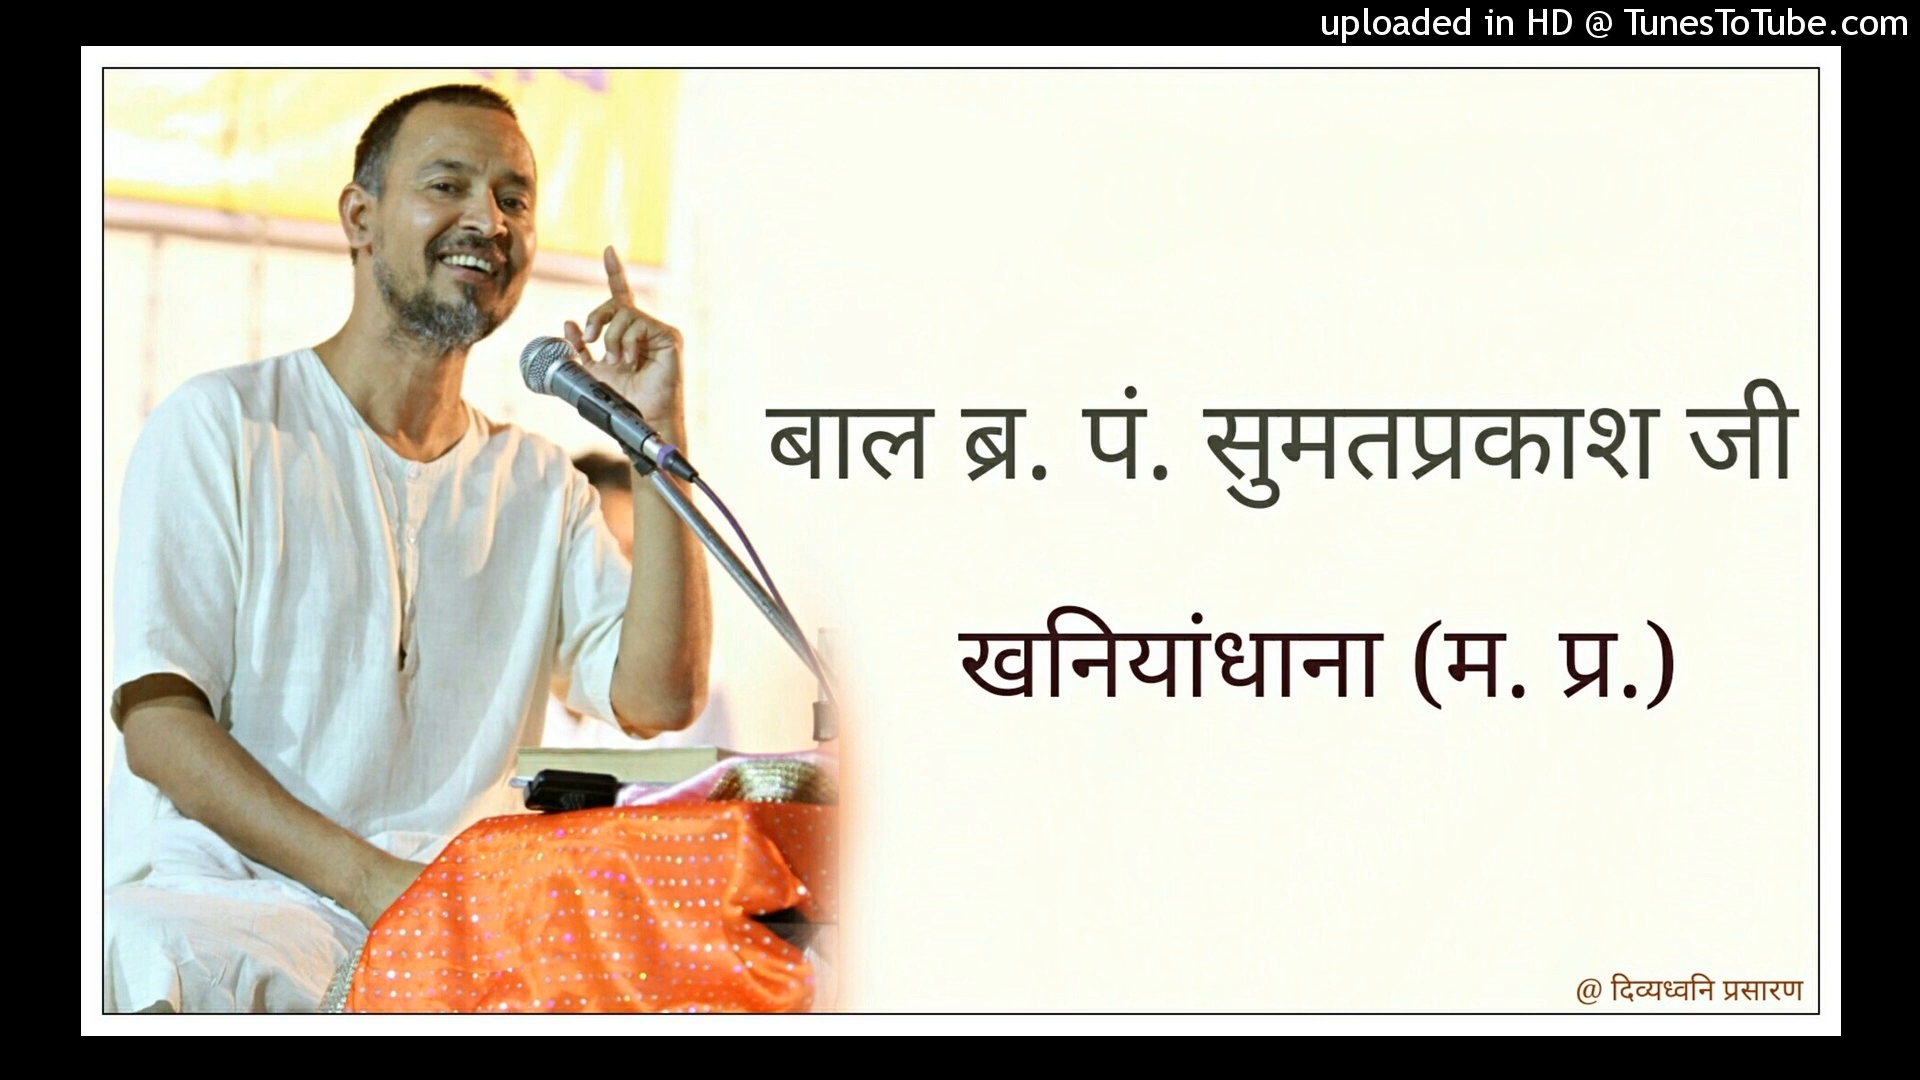 uploaded in HD @ TunesToTube.com
बाल ब्र. पं. सुमतप्रकाश जी
खनियांधाना (म. प्र.)
@ दिव्यध्वनि प्रसारण